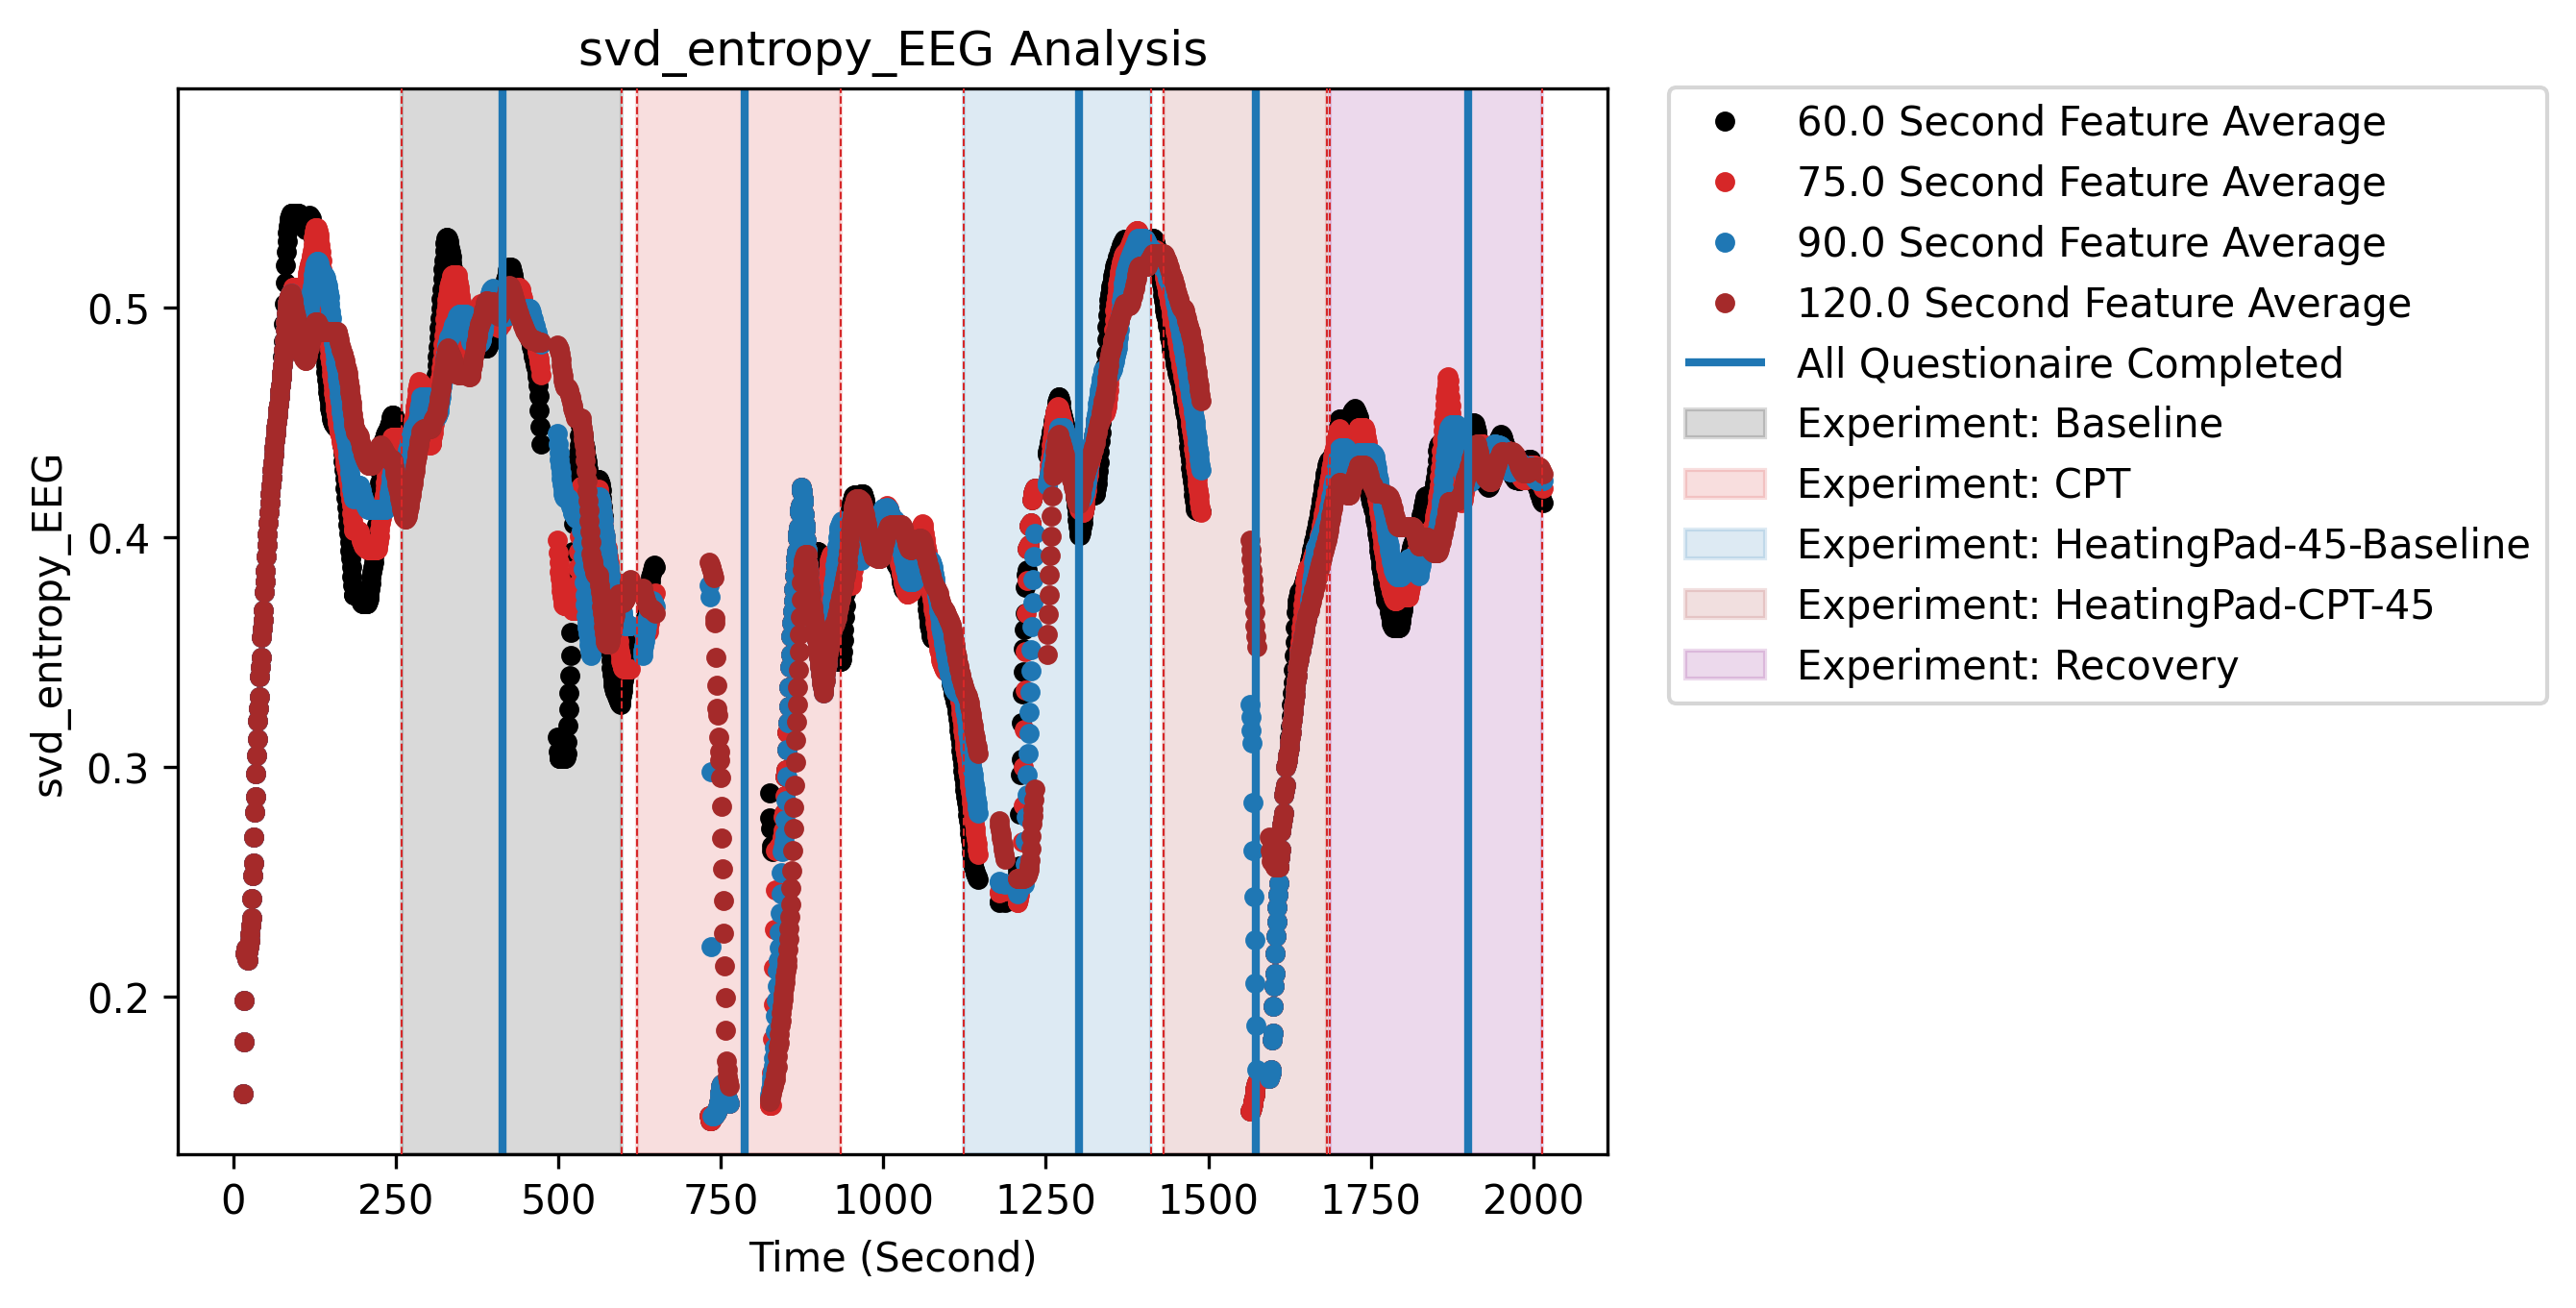 svd_entropy_EEG Analysis
svd_entropy_EEG
0.5
0.4
0.3
0.2
0 250 500 750 1000 1250 1500 1750 2000
Time (Second)
60.0 Second Feature Average
75.0 Second Feature Average
90.0 Second Feature Average
120.0 Second Feature Average
All Questionaire Completed
Experiment: Baseline
Experiment: CPT
Experiment: HeatingPad-45-Baseline
Experiment: HeatingPad-CPT-45
Experiment: Recovery